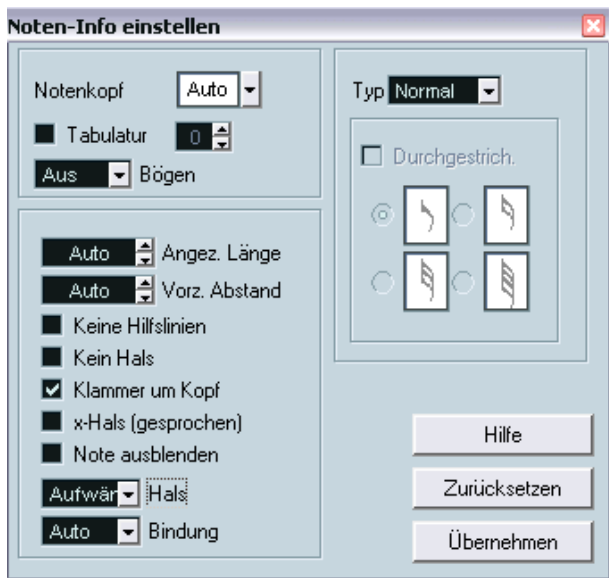 Noten-Info einstellen
Notenkopf Auto
Tabulatur 0
Aus Bögen
Auto Angez. Länge
Auto Vorz. Abstand
Keine Hilfslinien
Kein Hals
Klammer um Kopf
x-Hals (gesprochen)
Note ausblenden
Aufwär Hals
Auto Bindung
Typ Normal
Durchgestrich.
Hilfe
Zurücksetzen
Übernehmen